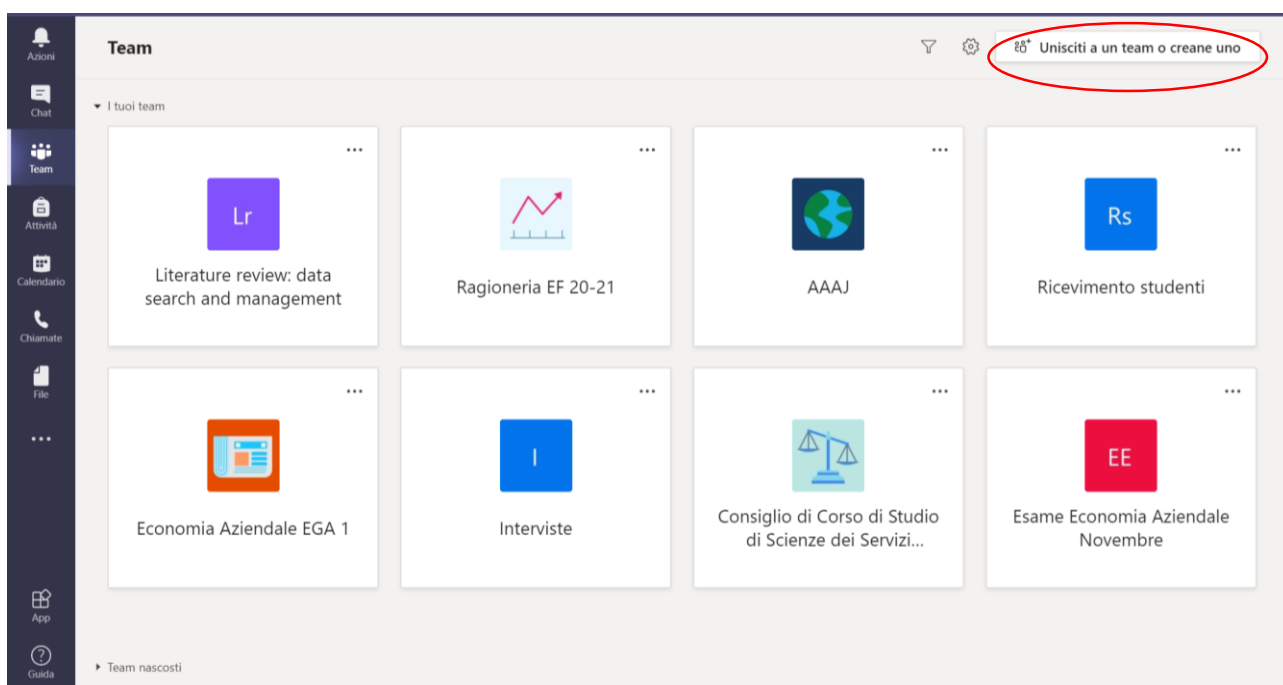 Azioni
Chat
Team
Attività
Calendario
Chiamate
File
App
Guida
Team
Unisciti a un team o creane uno
I tuoi team
Lr
Literature review: data
search and management
Ragioneria EF 20-21
AAAJ
Rs
Ricevimento studenti
Economia Aziendale EGA 1
I
Interviste
Consiglio di Corso di Studio
di Scienze dei Servizi...
EE
Esame Economia Aziendale
Novembre
Team nascosti